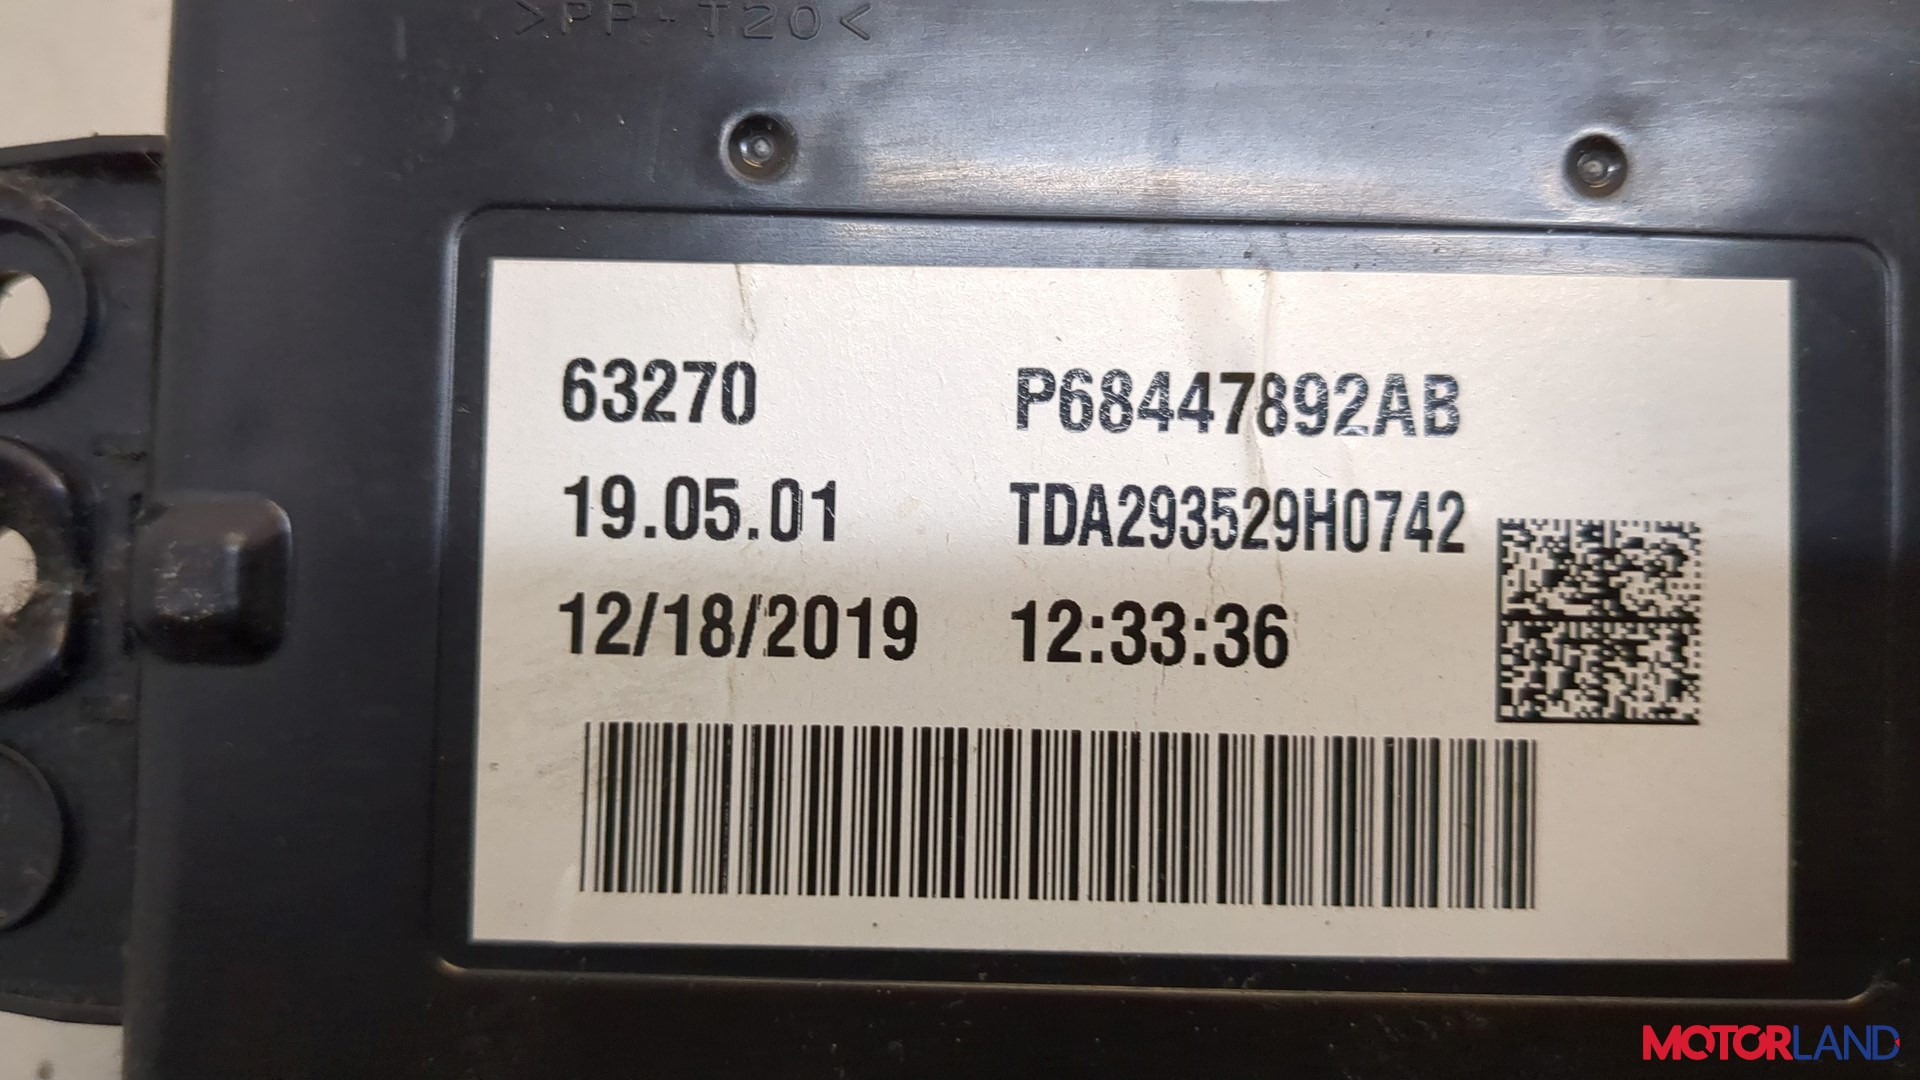 >PP-T20<
63270 P68447892AB
19.05.01 TDA293529H0742
12/18/2019 12:33:36
MOTORLAND